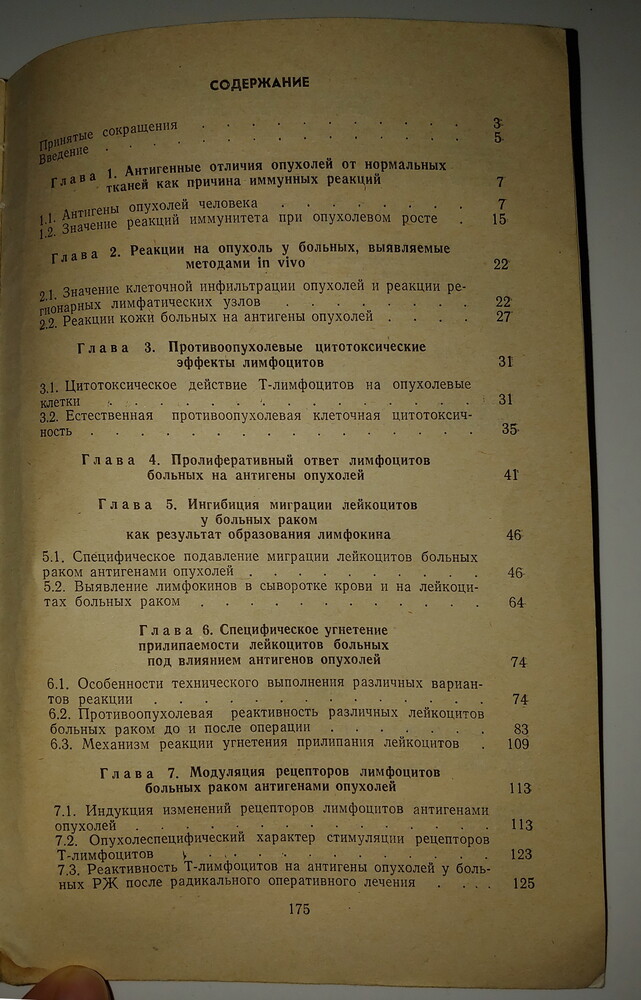 СОДЕРЖАНИЕ
Принятые сокращения . . . . . . . . . . . 3
Введение . . . . . . . . . . . . . . 5
Глава 1. Антигенные отличия опухолей от нормальных
тканей как причина иммунных реакций 7
1.1. Антигены опухолей человека . . . . . . . 7
1.2. Значение реакций иммунитета при опухолевом росте . 15
Глава 2. Реакции на опухоль у больных, выявляемые
методами in vivo 22
2.1. Значение клеточной инфильтрации опухолей и реакции ре-
гионарных лимфатических узлов . . . . . . . 22
2.2. Реакции кожи больных на антигены опухолей . . . . 27
Глава 3. Противоопухолевые цитотоксические
эффекты лимфоцитов 31
3.1. Цитотоксическое действие Т-лимфоцитов на опухолевые
клетки . . . . . . . . . . . . . . . 31
3.2. Естественная противоопухолевая клеточная цитотоксич-
ность . . . . . . . . . . . . . . . . 35
Глава 4. Пролиферативный ответ лимфоцитов
больных на антигены опухолей 41
Глава 5. Ингибиция миграции лейкоцитов
у больных раком
как результат образования лимфокина 46
5.1. Специфическое подавление миграции лейкоцитов больных
раком антигенами опухолей . . . . . . . . . 46
5.2. Выявление лимфокинов в сыворотке крови и на лейкоци-
тах больных раком . . . . . . . . . . . 64
Глава 6. Специфическое угнетение
прилипаемости лейкоцитов больных
под влиянием антигенов опухолей 74
6.1. Особенности технического выполнения различных вариан-
тов реакции . . . . . . . . . . . . . 74
6.2. Противоопухолевая реактивность различных лейкоцитов
больных раком до и после операции . . . . . . 83
6.3. Механизм реакции угнетения прилипания лейкоцитов . 109
Глава 7. Модуляция рецепторов лимфоцитов
больных раком антигенами опухолей 113
7.1. Индукция изменений рецепторов лимфоцитов антигенами
опухолей . . . . . . . . . . . . . . 113
7.2. Опухолеспецифический характер стимуляции рецепторов
Т-лимфоцитов . . . . . . . . . . . . 123
7.3. Реактивность Т-лимфоцитов на антигены опухолей у боль-
ных РЖ после радикального оперативного лечения . . . . 125
175